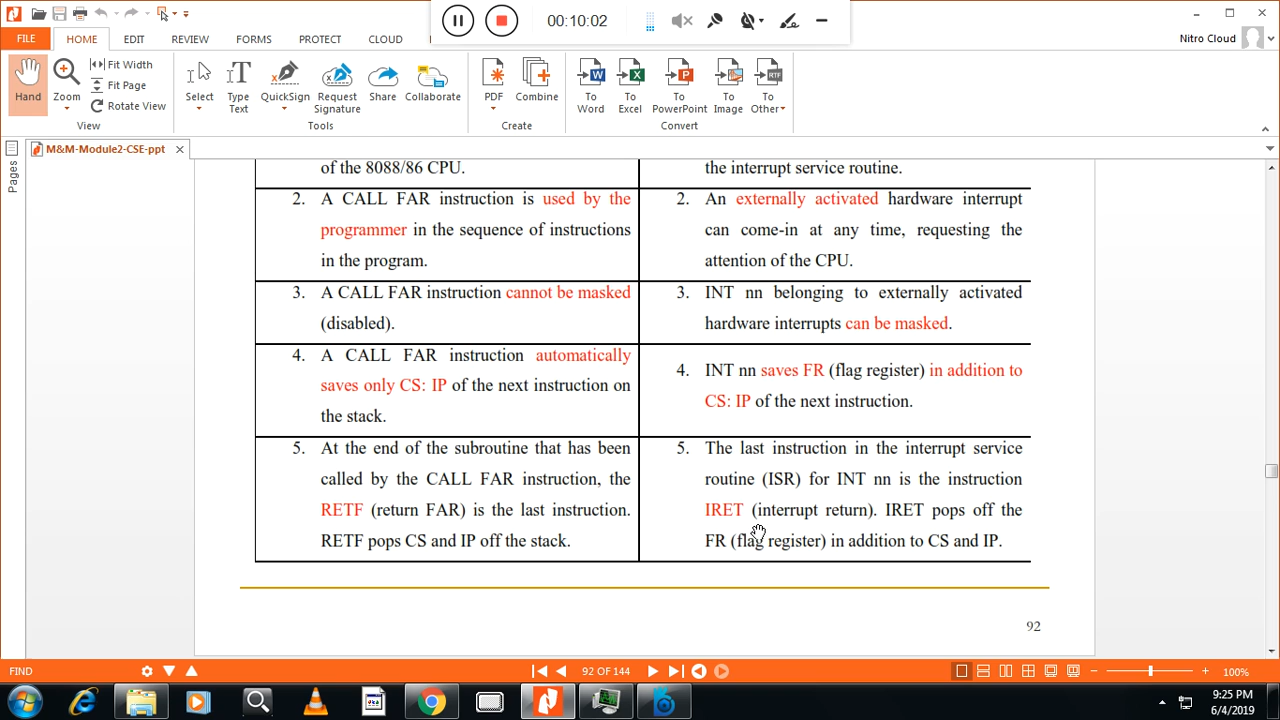 00:10:02
FILE HOME EDIT REVIEW FORMS PROTECT CLOUD Nitro Cloud
Hand Zoom Fit Width Fit Page Rotate View
Select Type Text QuickSign Request Signature Share Collaborate
PDF Combine To Word To Excel To PowerPoint To Image To Other
View Tools Create Convert
M&M-Module2-CSE-ppt
Pages
of the 8088/86 CPU.
2. A CALL FAR instruction is used by the
programmer in the sequence of instructions
in the program.
3. A CALL FAR instruction cannot be masked
(disabled).
4. A CALL FAR instruction automatically
saves only CS: IP of the next instruction on
the stack.
5. At the end of the subroutine that has been
called by the CALL FAR instruction, the
RETF (return FAR) is the last instruction.
RETF pops CS and IP off the stack.
the interrupt service routine.
2. An externally activated hardware interrupt
can come-in at any time, requesting the
attention of the CPU.
3. INT nn belonging to externally activated
hardware interrupts can be masked.
4. INT nn saves FR (flag register) in addition to
CS: IP of the next instruction.
5. The last instruction in the interrupt service
routine (ISR) for INT nn is the instruction
IRET (interrupt return). IRET pops off the
FR (flag register) in addition to CS and IP.
92
FIND 92 OF 144 100%
9:25 PM
6/4/2019